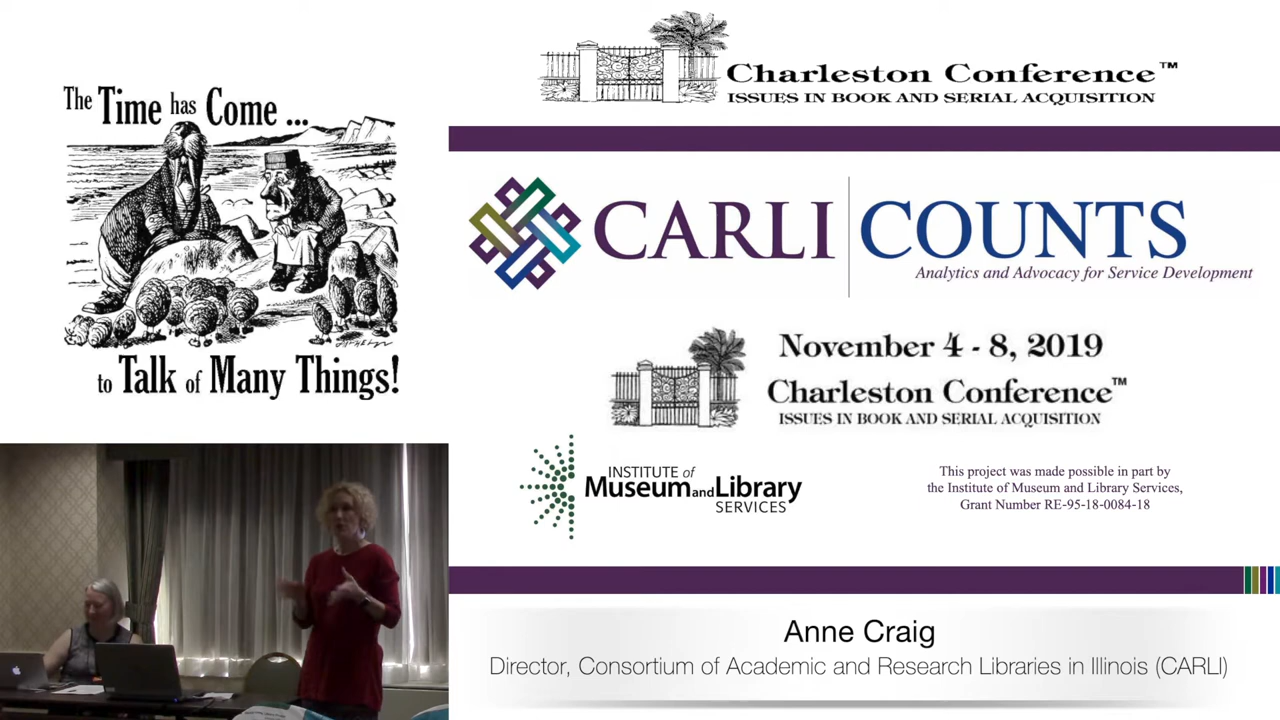 The Time has Come ...
to Talk of Many Things!
Charleston Conference™
ISSUES IN BOOK AND SERIAL ACQUISITION
CARLI COUNTS
Analytics and Advocacy for Service Development
November 4 - 8, 2019
Charleston Conference™
ISSUES IN BOOK AND SERIAL ACQUISITION
INSTITUTE of
Museum and Library
SERVICES
This project was made possible in part by
the Institute of Museum and Library Services,
Grant Number RE-95-18-0084-18
Anne Craig
Director, Consortium of Academic and Research Libraries in Illinois (CARLI)